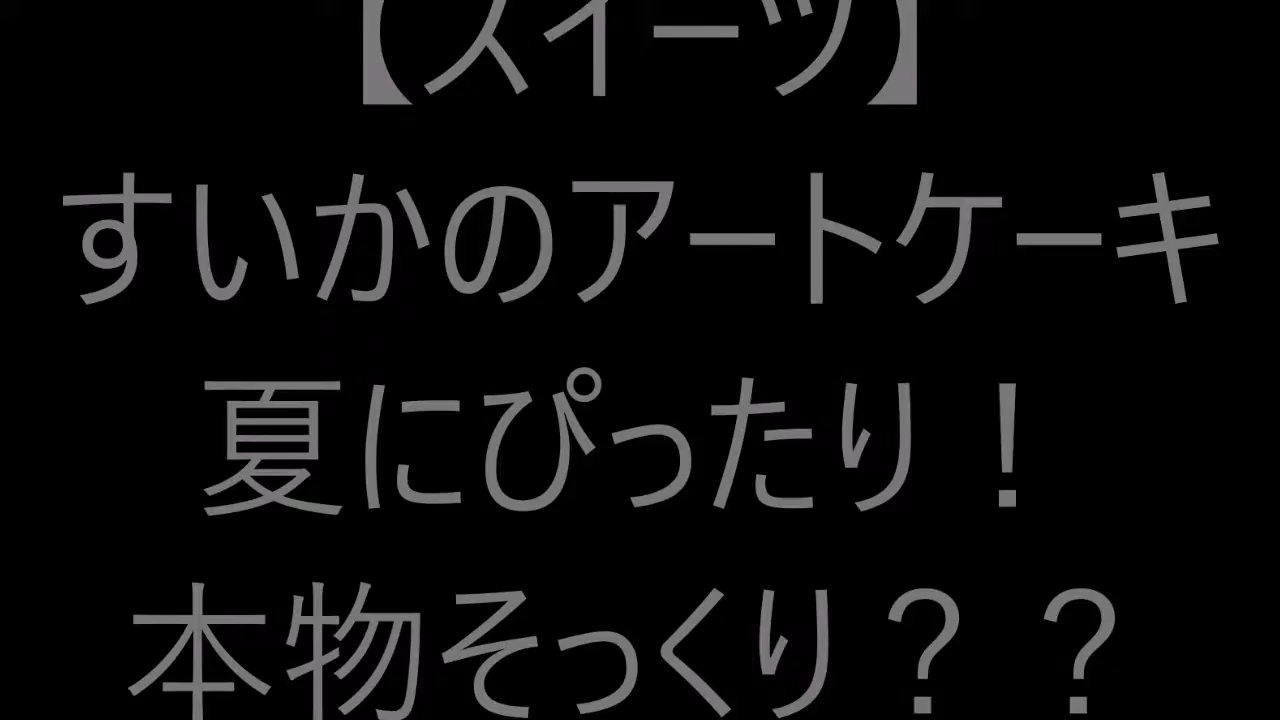 【スイーツ】
すいかのアートケーキ
夏にぴったり！
本物そっくり？？